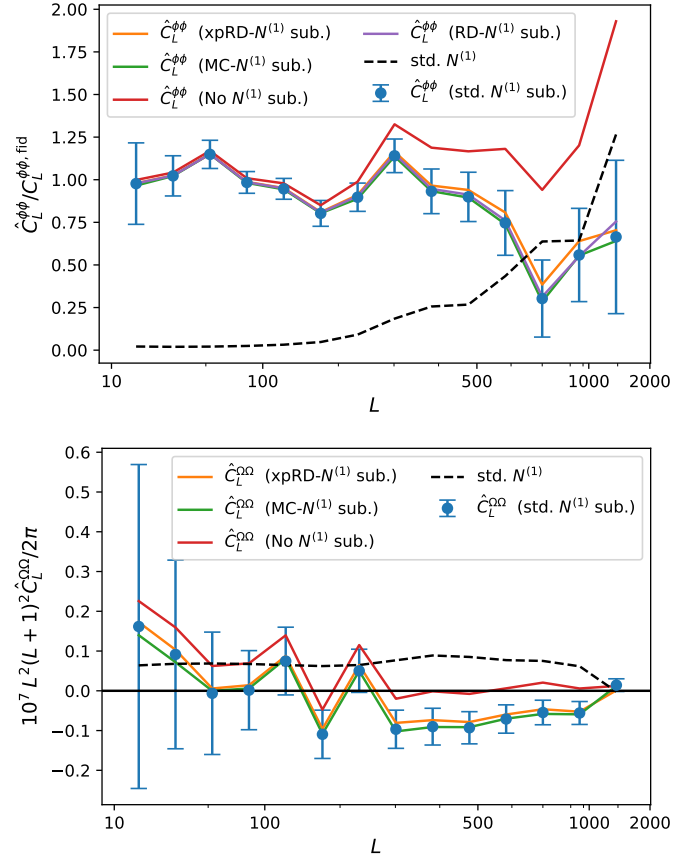 2.00
1.75
1.50
1.25
1.00
0.75
0.50
0.25
0.00
Ĉ_L^{ϕϕ}/C_L^{ϕϕ, fid}
Ĉ_L^{ϕϕ} (xpRD-N^{(1)} sub.)
Ĉ_L^{ϕϕ} (MC-N^{(1)} sub.)
Ĉ_L^{ϕϕ} (No N^{(1)} sub.)
Ĉ_L^{ϕϕ} (RD-N^{(1)} sub.)
std. N^{(1)}
Ĉ_L^{ϕϕ} (std. N^{(1)} sub.)
10 100 500 1000 2000
L
0.6
0.5
0.4
0.3
0.2
0.1
0.0
−0.1
−0.2
10^7 L^2(L + 1)^2 Ĉ_L^{ΩΩ}/2π
Ĉ_L^{ΩΩ} (xpRD-N^{(1)} sub.)
Ĉ_L^{ΩΩ} (MC-N^{(1)} sub.)
Ĉ_L^{ΩΩ} (No N^{(1)} sub.)
std. N^{(1)}
Ĉ_L^{ΩΩ} (std. N^{(1)} sub.)
10 100 500 1000 2000
L